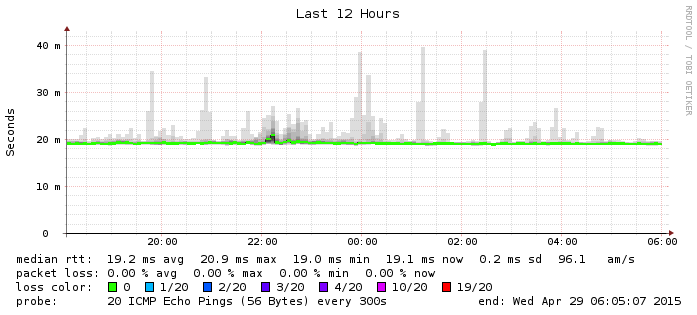 Last 12 Hours
RRDTOOL / TOBI OETIKER
Seconds
40 m
30 m
20 m
10 m
0
20:00 22:00 00:00 02:00 04:00 06:00
median rtt: 19.2 ms avg 20.9 ms max 19.0 ms min 19.1 ms now 0.2 ms sd 96.1 am/s
packet loss: 0.00 % avg 0.00 % max 0.00 % min 0.00 % now
loss color: 0 1/20 2/20 3/20 4/20 10/20 19/20
probe: 20 ICMP Echo Pings (56 Bytes) every 300s end: Wed Apr 29 06:05:07 2015